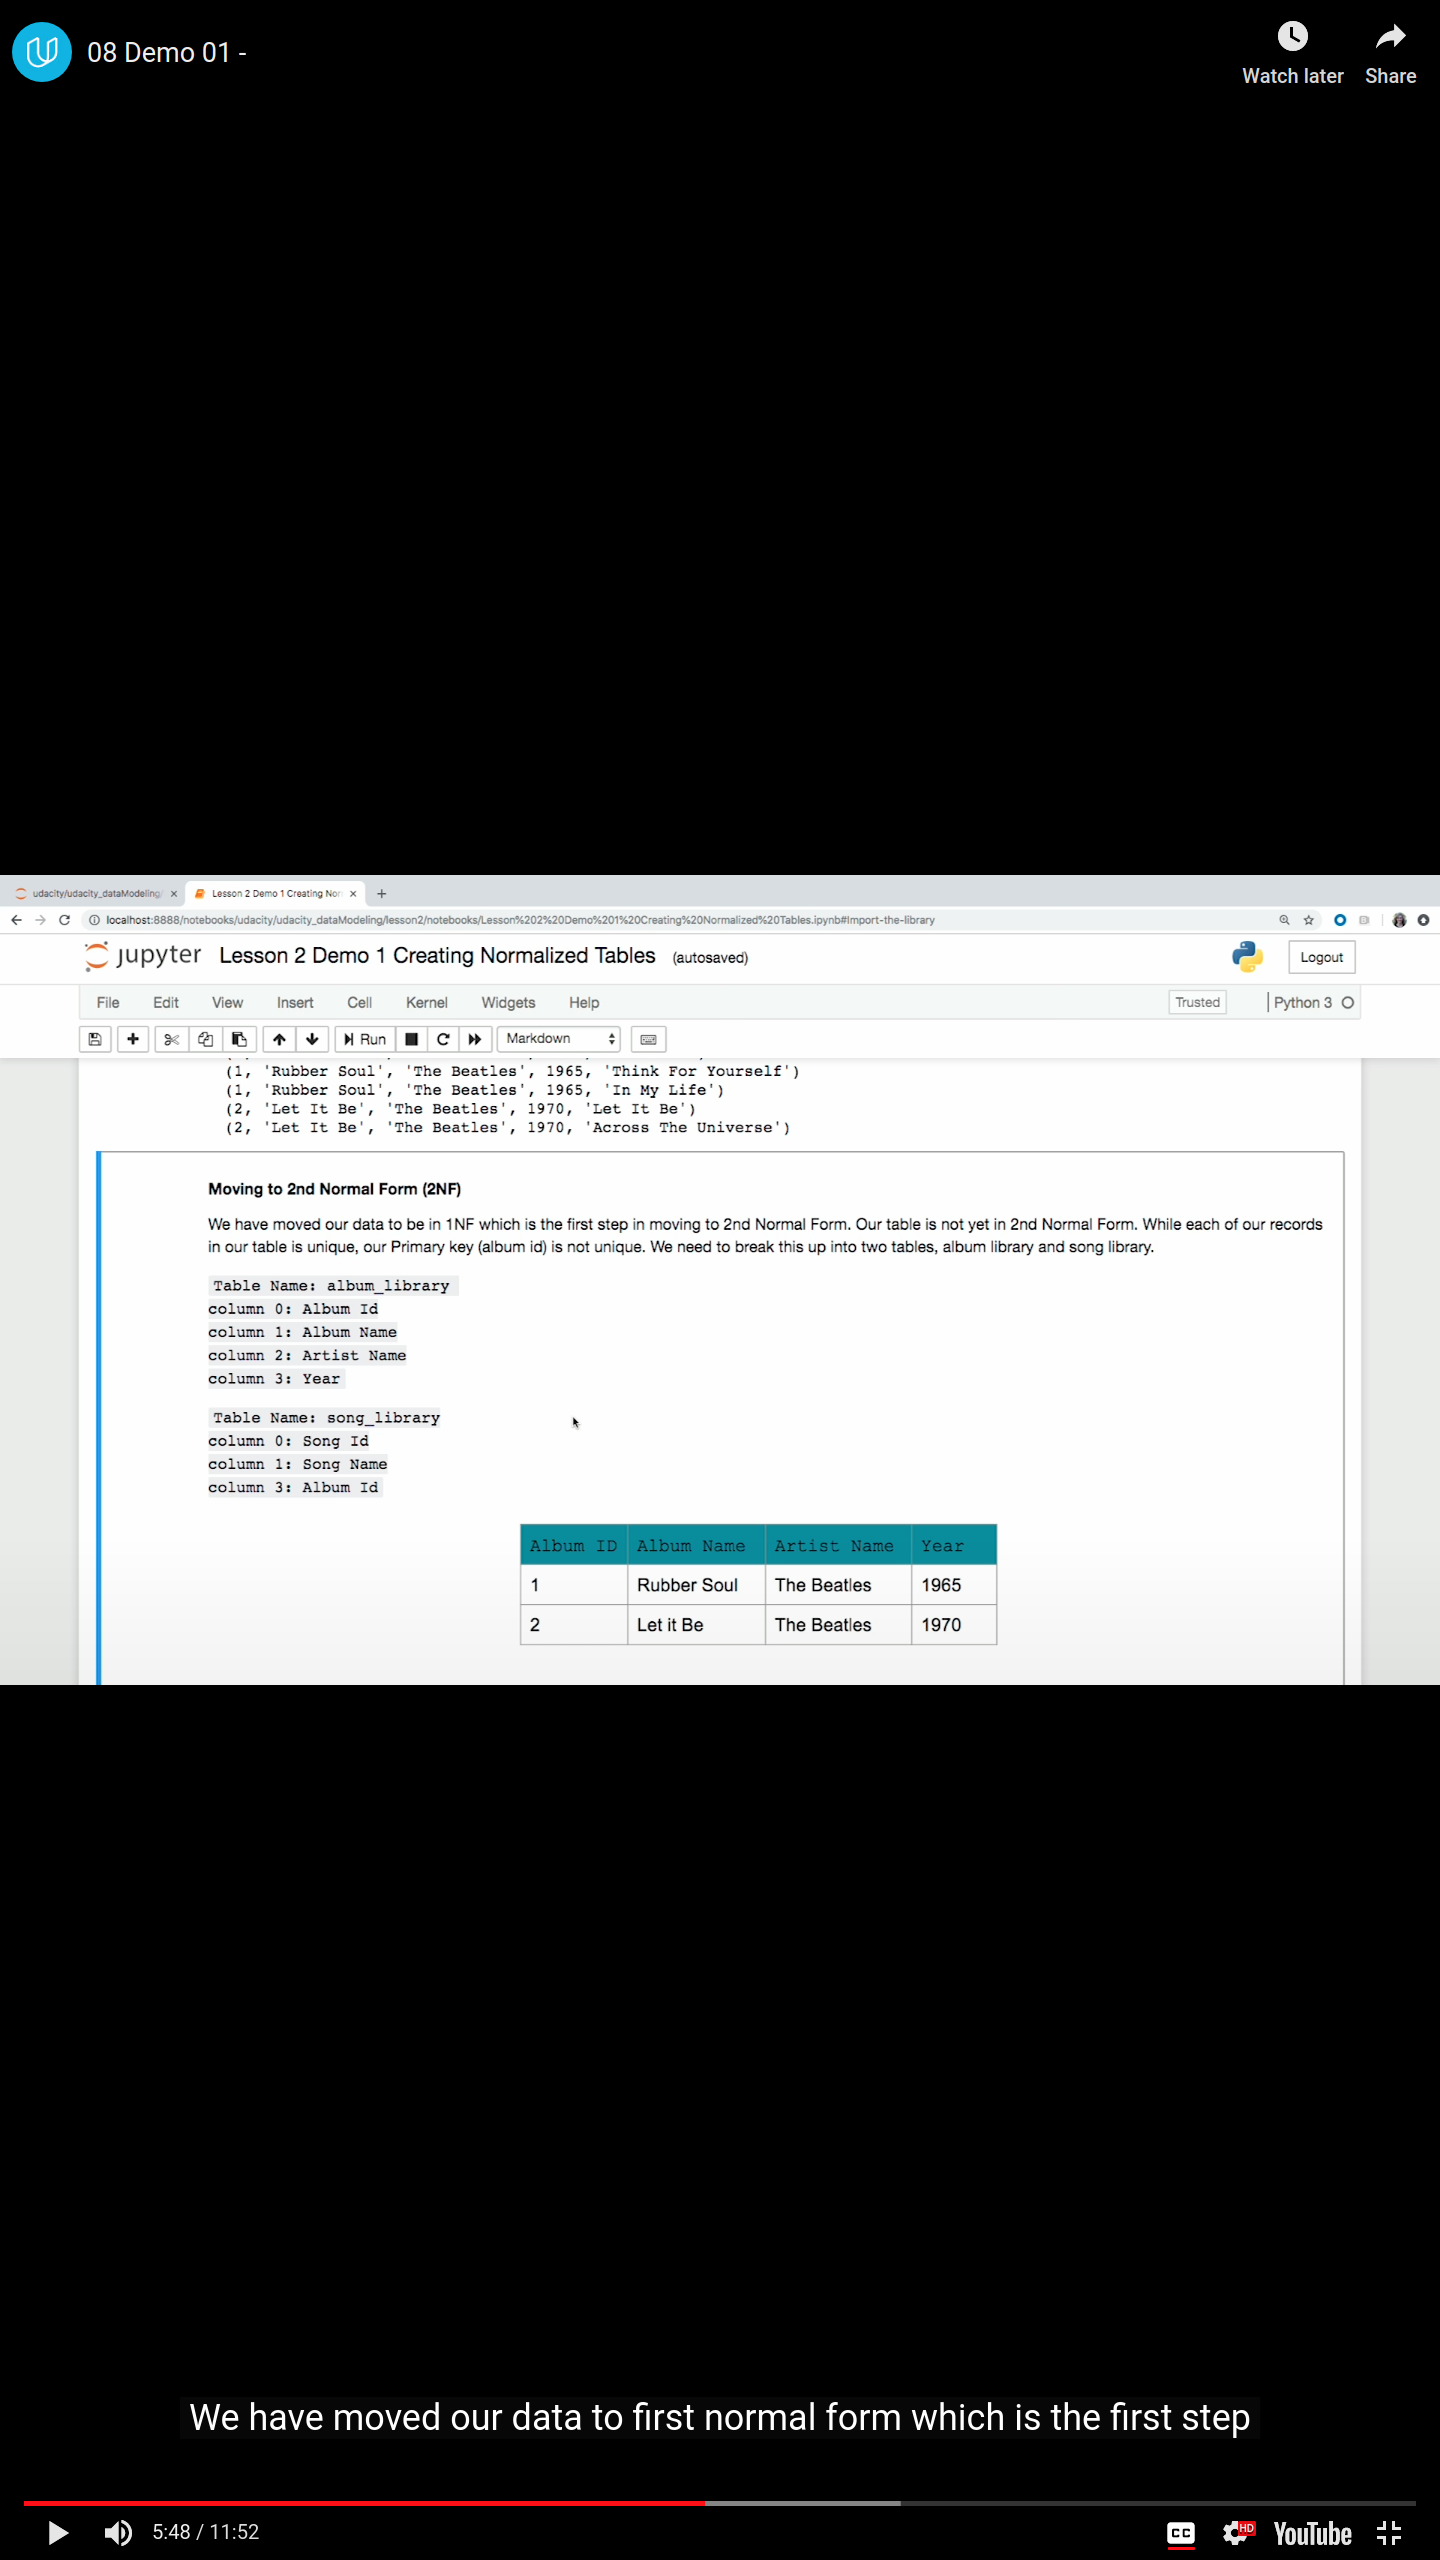 08 Demo 01 -
Watch later
Share
udacity/udacity_dataModeling/
Lesson 2 Demo 1 Creating Nor
localhost:8888/notebooks/udacity/udacity_dataModeling/lesson2/notebooks/Lesson%202%20Demo%201%20Creating%20Normalized%20Tables.ipynb#Import-the-library
jupyter Lesson 2 Demo 1 Creating Normalized Tables (autosaved)
Logout
File Edit View Insert Cell Kernel Widgets Help
Trusted
Python 3
Run
Markdown
(1, 'Rubber Soul', 'The Beatles', 1965, 'Think For Yourself')
(1, 'Rubber Soul', 'The Beatles', 1965, 'In My Life')
(2, 'Let It Be', 'The Beatles', 1970, 'Let It Be')
(2, 'Let It Be', 'The Beatles', 1970, 'Across The Universe')
Moving to 2nd Normal Form (2NF)
We have moved our data to be in 1NF which is the first step in moving to 2nd Normal Form. Our table is not yet in 2nd Normal Form. While each of our records
in our table is unique, our Primary key (album id) is not unique. We need to break this up into two tables, album library and song library.
Table Name: album_library
column 0: Album Id
column 1: Album Name
column 2: Artist Name
column 3: Year
Table Name: song_library
column 0: Song Id
column 1: Song Name
column 3: Album Id
Album ID Album Name Artist Name Year
1 Rubber Soul The Beatles 1965
2 Let it Be The Beatles 1970
We have moved our data to first normal form which is the first step
5:48 / 11:52
CC
HD
YouTube